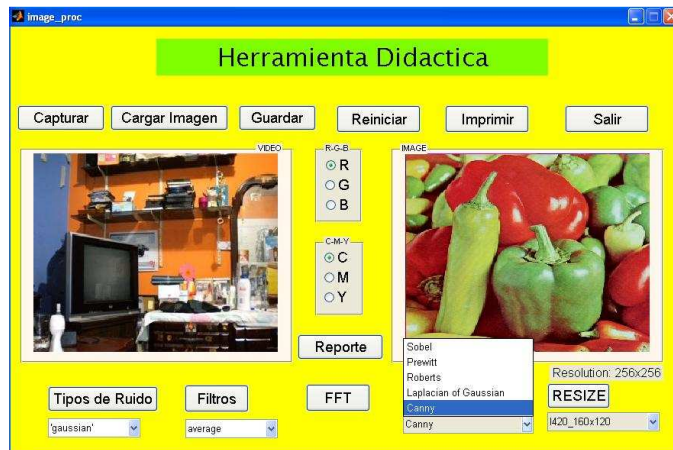 image_proc
Herramienta Didactica
Capturar
Cargar Imagen
Guardar
Reiniciar
Imprimir
Salir
VIDEO
R-G-B
IMAGE
R
G
B
C-M-Y
C
M
Y
Reporte
Sobel
Prewitt
Roberts
Laplacian of Gaussian
Canny
Canny
Resolution: 256x256
Tipos de Ruido
Filtros
FFT
RESIZE
'gaussian'
average
I420_160x120